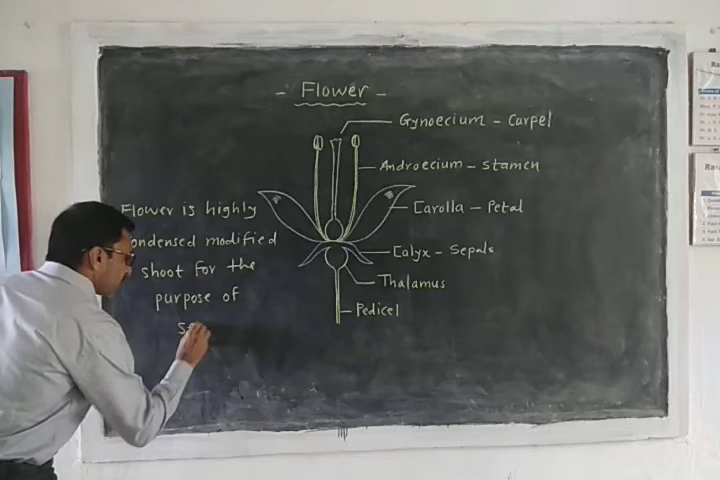 - Flower -
Gynoecium - Carpel
Androecium - Stamen
Carolla - Petal
Calyx - Sepals
Thalamus
Pedicel
Flower is highly
condensed modified
shoot for the
purpose of